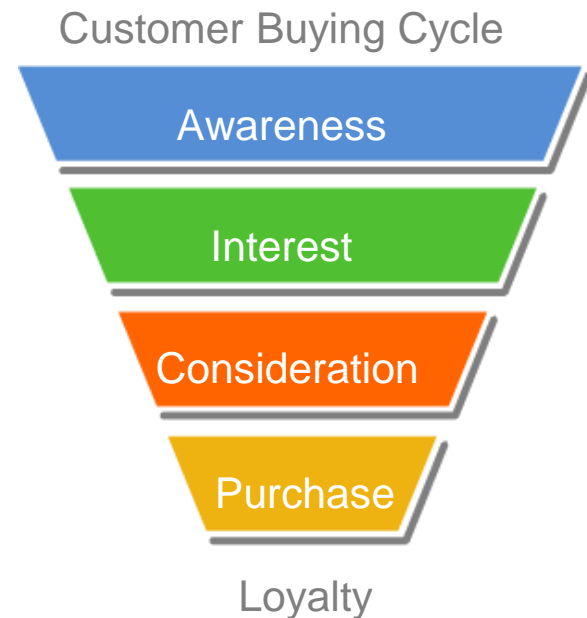 Customer Buying Cycle
Awareness
Interest
Consideration
Purchase
Loyalty